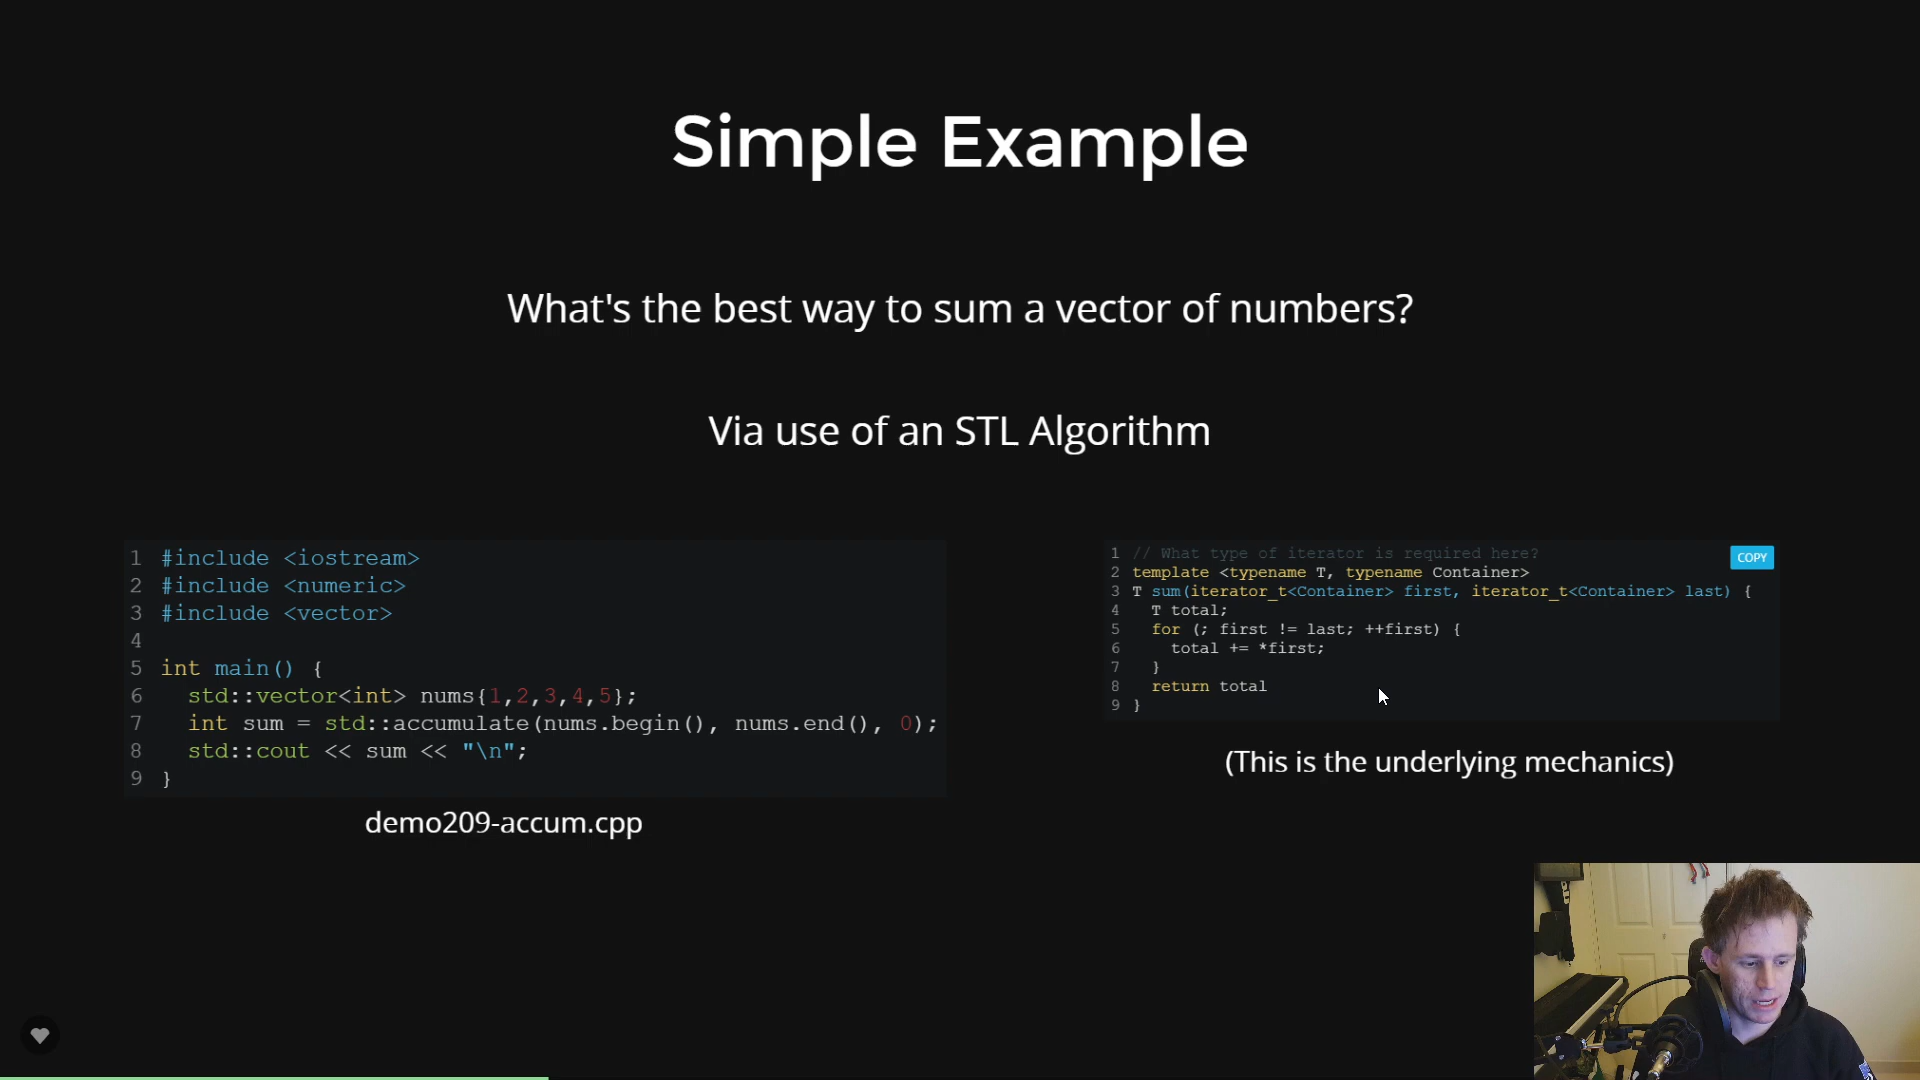 Simple Example
What's the best way to sum a vector of numbers?
Via use of an STL Algorithm
1 #include <iostream>
2 #include <numeric>
3 #include <vector>
4
5 int main() {
6   std::vector<int> nums{1,2,3,4,5};
7   int sum = std::accumulate(nums.begin(), nums.end(), 0);
8   std::cout << sum << "\n";
9 }
demo209-accum.cpp
1 // What type of iterator is required here?
2 template <typename T, typename Container>
3 T sum(iterator_t<Container> first, iterator_t<Container> last) {
4   T total;
5   for (; first != last; ++first) {
6     total += *first;
7   }
8   return total
9 }
COPY
(This is the underlying mechanics)